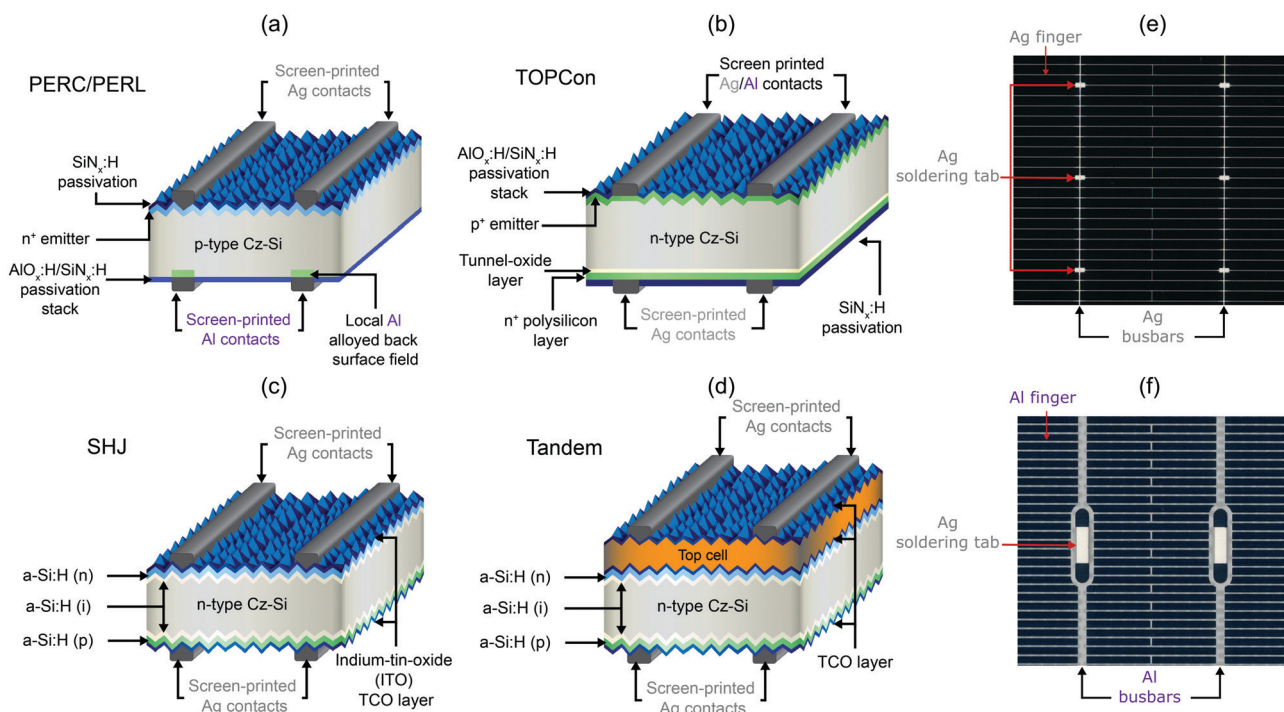 (a)
PERC/PERL
Screen-printed
Ag contacts
SiNₓ:H
passivation
n⁺ emitter
p-type Cz-Si
AlOₓ:H/SiNₓ:H
passivation
stack
Screen-printed
Al contacts
Local Al
alloyed back
surface field
(b)
TOPCon
Screen printed
Ag/Al contacts
AlOₓ:H/SiNₓ:H
passivation
stack
p⁺ emitter
n-type Cz-Si
Tunnel-oxide
layer
n⁺ polysilicon
layer
Screen-printed
Ag contacts
SiNₓ:H
passivation
(e)
Ag finger
Ag
soldering tab
Ag
busbars
(c)
SHJ
Screen-printed
Ag contacts
a-Si:H (n)
a-Si:H (i)
n-type Cz-Si
a-Si:H (p)
Screen-printed
Ag contacts
Indium-tin-oxide
(ITO)
TCO layer
(d)
Tandem
Screen-printed
Ag contacts
Top cell
a-Si:H (n)
a-Si:H (i)
n-type Cz-Si
a-Si:H (p)
TCO layer
Screen-printed
Ag contacts
(f)
Al finger
Ag
soldering tab
Al
busbars